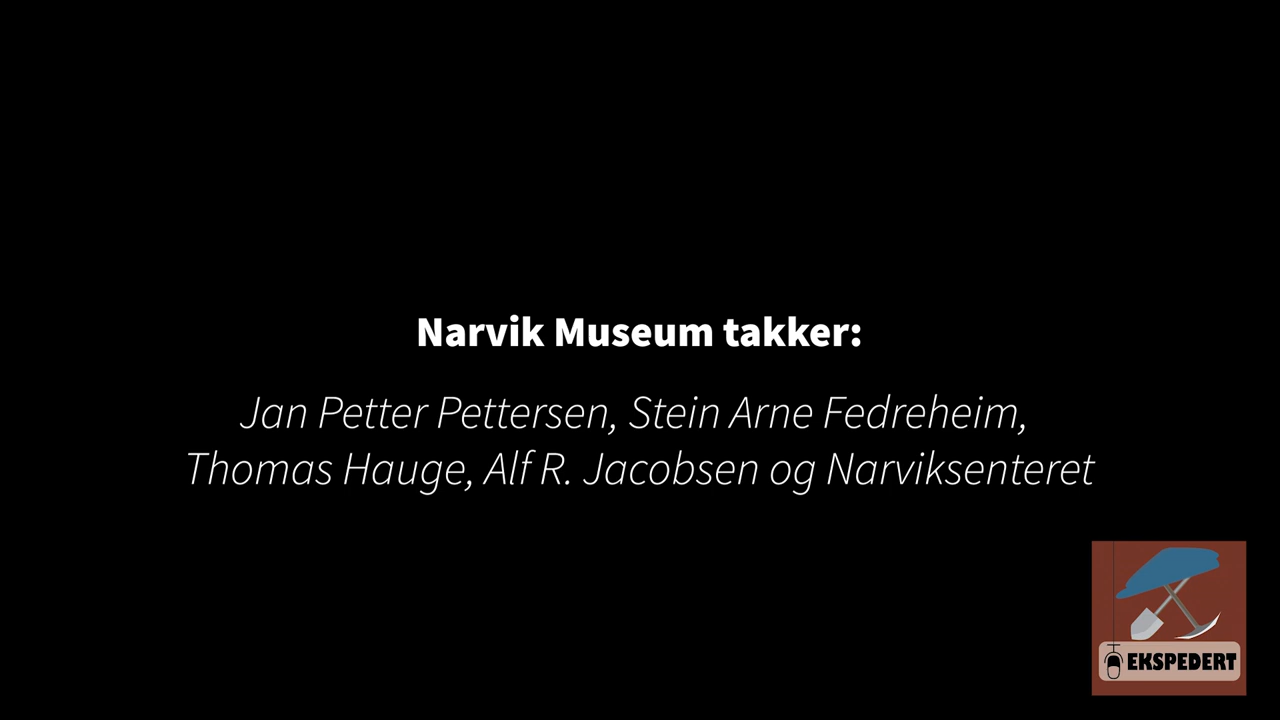 Narvik Museum takker:
Jan Petter Pettersen, Stein Arne Fedreheim,
Thomas Hauge, Alf R. Jacobsen og Narviksenteret
EKSPEDERT